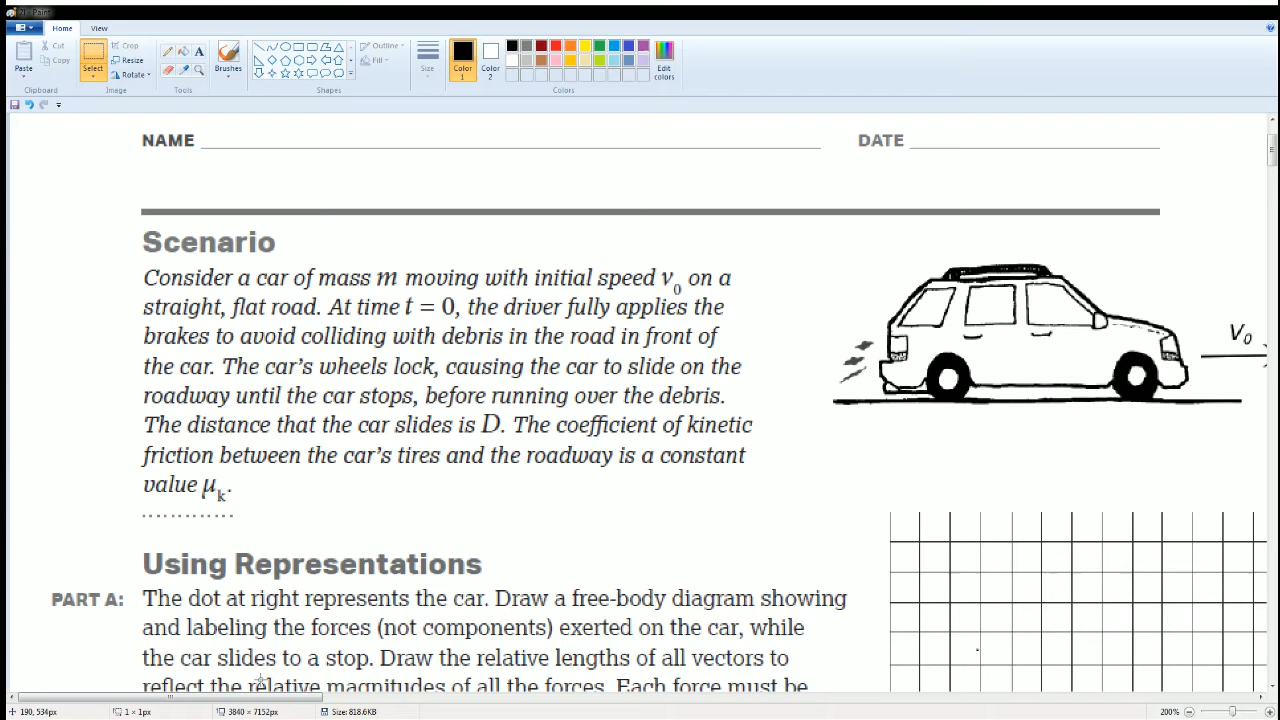 2i - Paint
Home View
Paste Cut Copy Select Crop Resize Rotate A Brushes Outline Fill Size Color 1 Color 2 Edit colors
Clipboard Image Tools Shapes Colors
NAME DATE
Scenario
Consider a car of mass m moving with initial speed v0 on a
straight, flat road. At time t = 0, the driver fully applies the
brakes to avoid colliding with debris in the road in front of
the car. The car's wheels lock, causing the car to slide on the
roadway until the car stops, before running over the debris.
The distance that the car slides is D. The coefficient of kinetic
friction between the car's tires and the roadway is a constant
value μk.
V0
Using Representations
PART A: The dot at right represents the car. Draw a free-body diagram showing
and labeling the forces (not components) exerted on the car, while
the car slides to a stop. Draw the relative lengths of all vectors to
reflect the relative magnitudes of all the forces. Each force must be
190, 534px 1 × 1px 3840 × 7152px Size: 818.6KB 200%